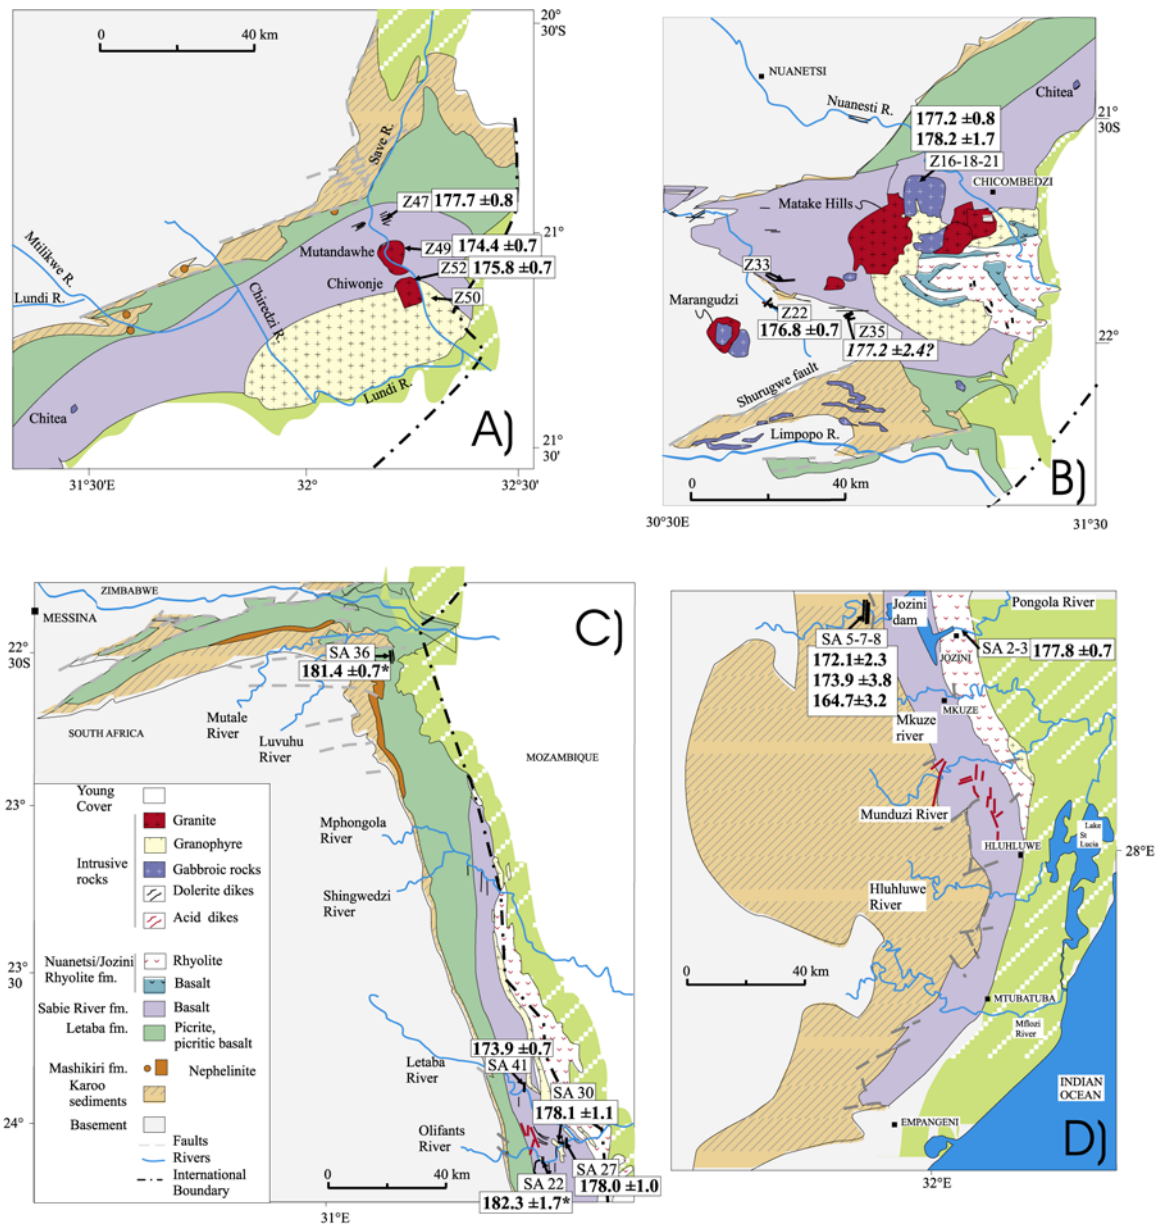 20°
30'S
0 40 km
Save R.
Z47 177.7 ±0.8
21°
Mtilikwe R.
Mutandawhe
Z49 174.4 ±0.7
Z52 175.8 ±0.7
Chiwonje
Lundi R.
Chiredzi R.
Z50
Lundi R.
Chitea
A)
21°
30'
31°30'E
32°
32°30'
NUANETSI
Nuanesti R.
Chitea
177.2 ±0.8
178.2 ±1.7
21°
30S
Z16-18-21
CHICOMBEDZI
Matake Hills
Z33
Marangudzi
Z22
176.8 ±0.7
Z35
177.2 ±2.4?
22°
Shurugwe fault
Limpopo R.
B)
0 40 km
30°30E
31°30
ZIMBABWE
MESSINA
C)
22°
30S
SA 36
181.4 ±0.7*
Mutale
River
SOUTH AFRICA
Luvuhu
River
MOZAMBIQUE
23°
Mphongola
River
Shingwedzi
River
23°
30
173.9 ±0.7
Letaba
River
SA 41
SA 30
178.1 ±1.1
24°
Olifants
River
SA 27
178.0 ±1.0
0 40 km
SA 22
182.3 ±1.7*
31°E
Young
Cover
Granite
Granophyre
Intrusive
rocks
Gabbroic rocks
Dolerite dikes
Acid dikes
Nuanetsi/Jozini
Rhyolite fm.
Rhyolite
Basalt
Sabie River fm.
Basalt
Letaba fm.
Picrite,
picritic basalt
Mashikiri fm.
Nephelinite
Karoo
sediments
Basement
Faults
Rivers
International
Boundary
Jozini
dam
Pongola River
SA 5-7-8
172.1±2.3
173.9 ±3.8
164.7±3.2
JOZINI
SA 2-3 177.8 ±0.7
MKUZE
Mkuze
river
Munduzi River
Lake
St
Lucia
HLUHLUWE
28°E
Hluhluwe
River
0 40 km
MTUBATUBA
Mflozi
River
INDIAN
OCEAN
EMPANGENI
D)
32°E